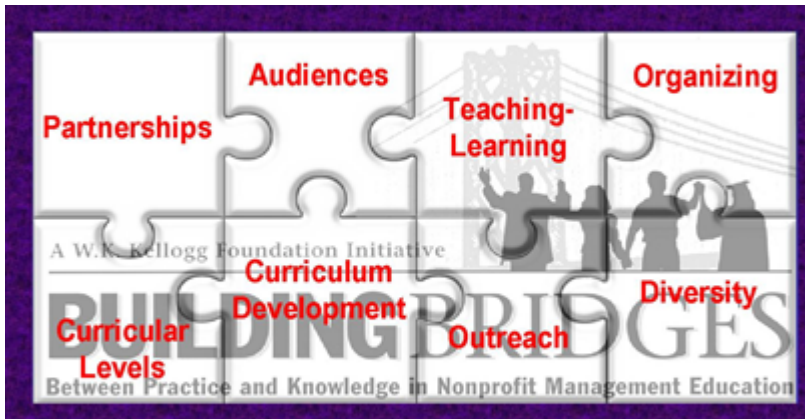 Partnerships
Audiences
Teaching-
Learning
Organizing
A W.K. Kellogg Foundation Initiative
Curricular
Levels
Curriculum
Development
Outreach
Diversity
BUILDING BRIDGES
Between Practice and Knowledge in Nonprofit Management Education